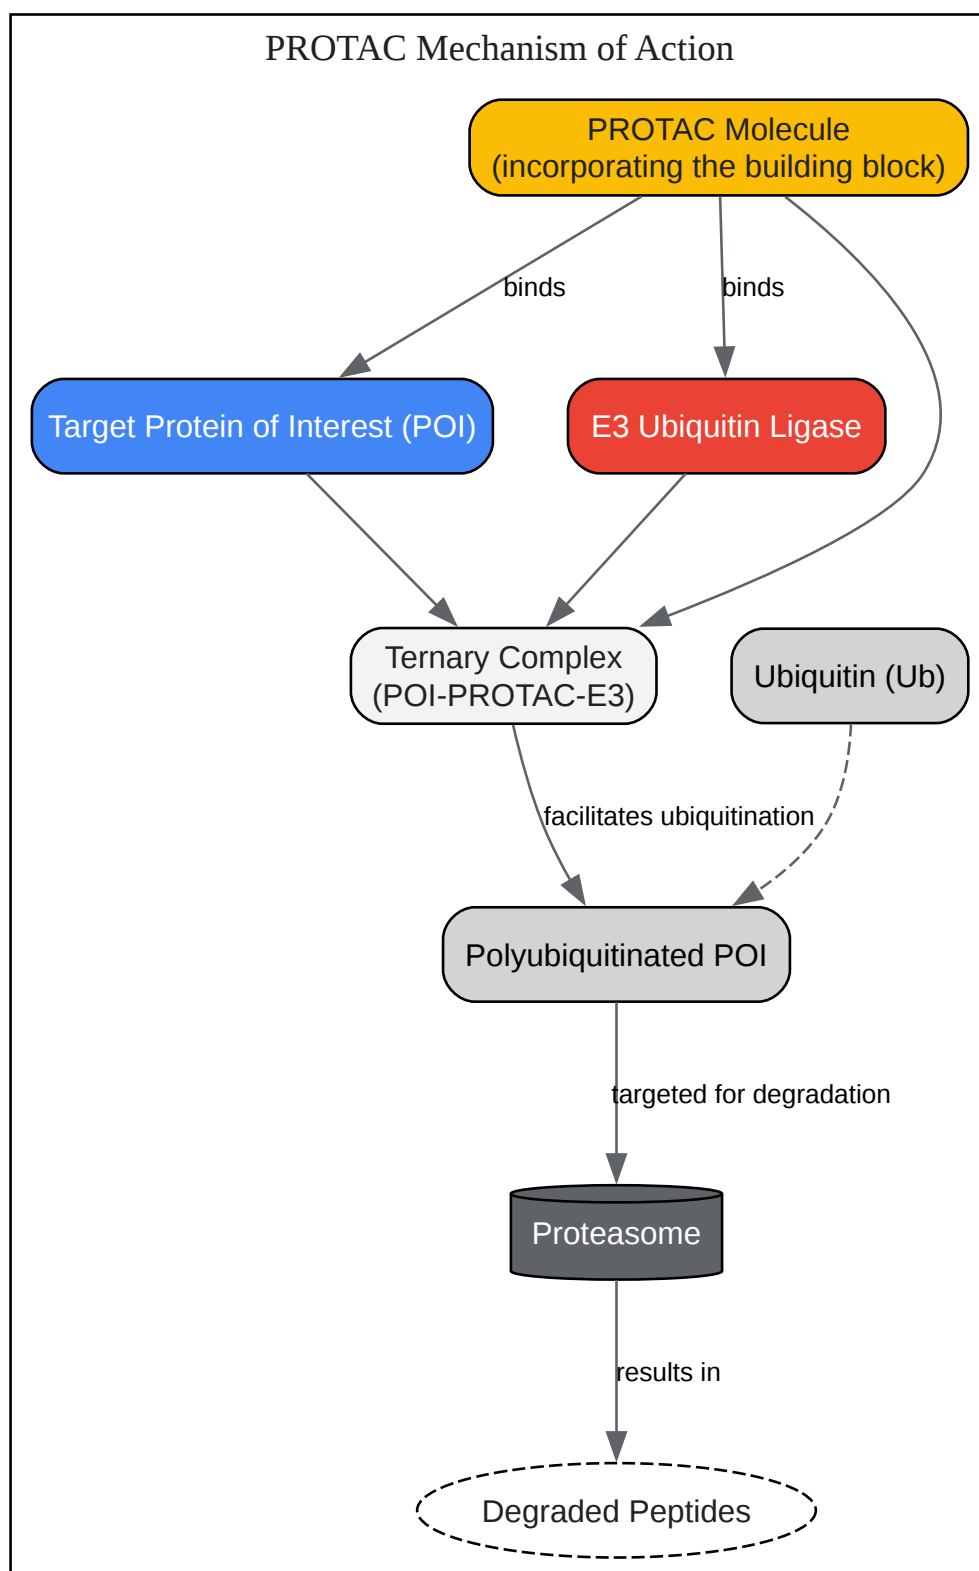 PROTAC Mechanism of Action
PROTAC Molecule
(incorporating the building block)
binds
binds
Target Protein of Interest (POI)
E3 Ubiquitin Ligase
Ternary Complex
(POI-PROTAC-E3)
Ubiquitin (Ub)
facilitates ubiquitination
Polyubiquitinated POI
targeted for degradation
Proteasome
results in
Degraded Peptides